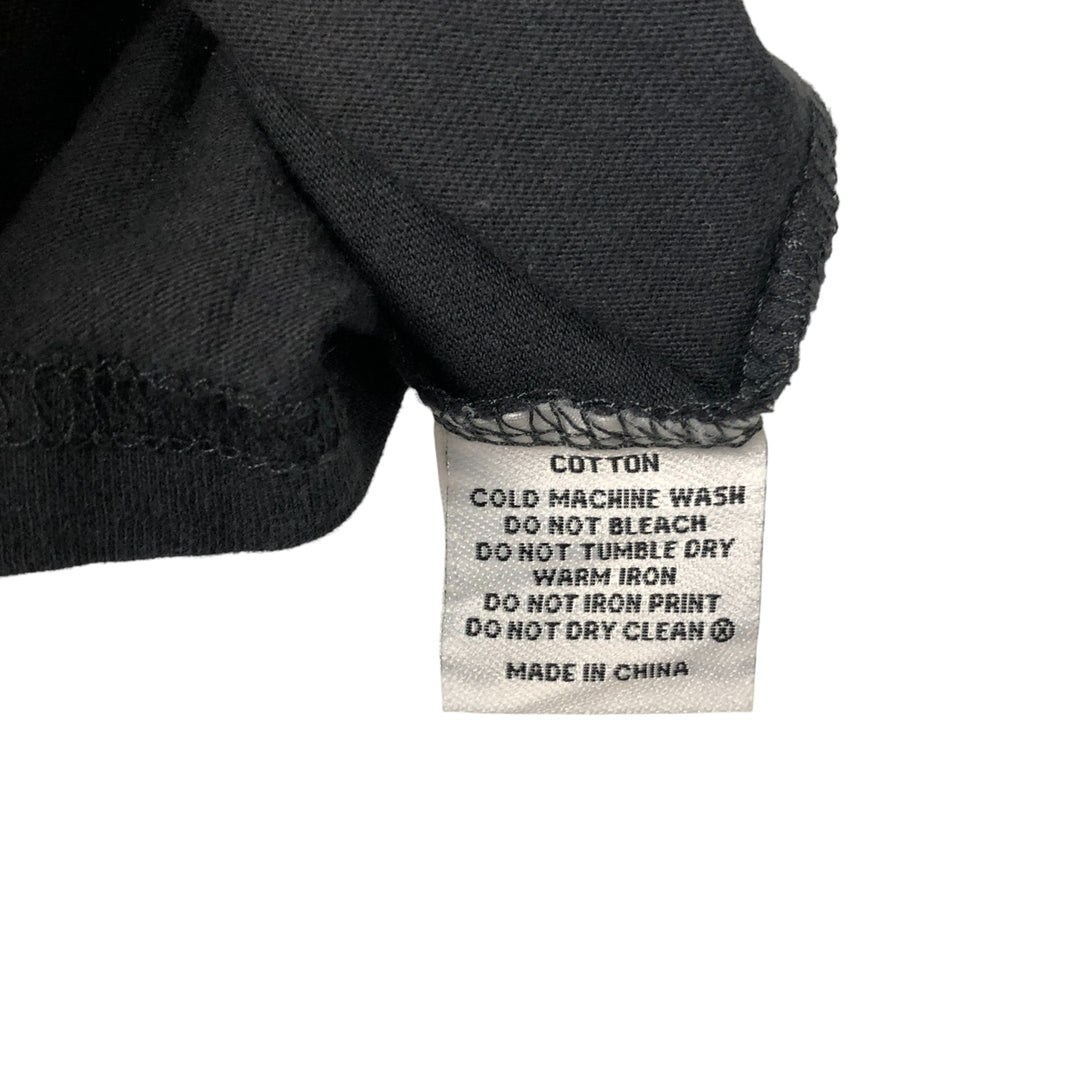 COTTON
COLD MACHINE WASH
DO NOT BLEACH
DO NOT TUMBLE DRY
WARM IRON
DO NOT IRON PRINT
DO NOT DRY CLEAN Ⓧ
MADE IN CHINA